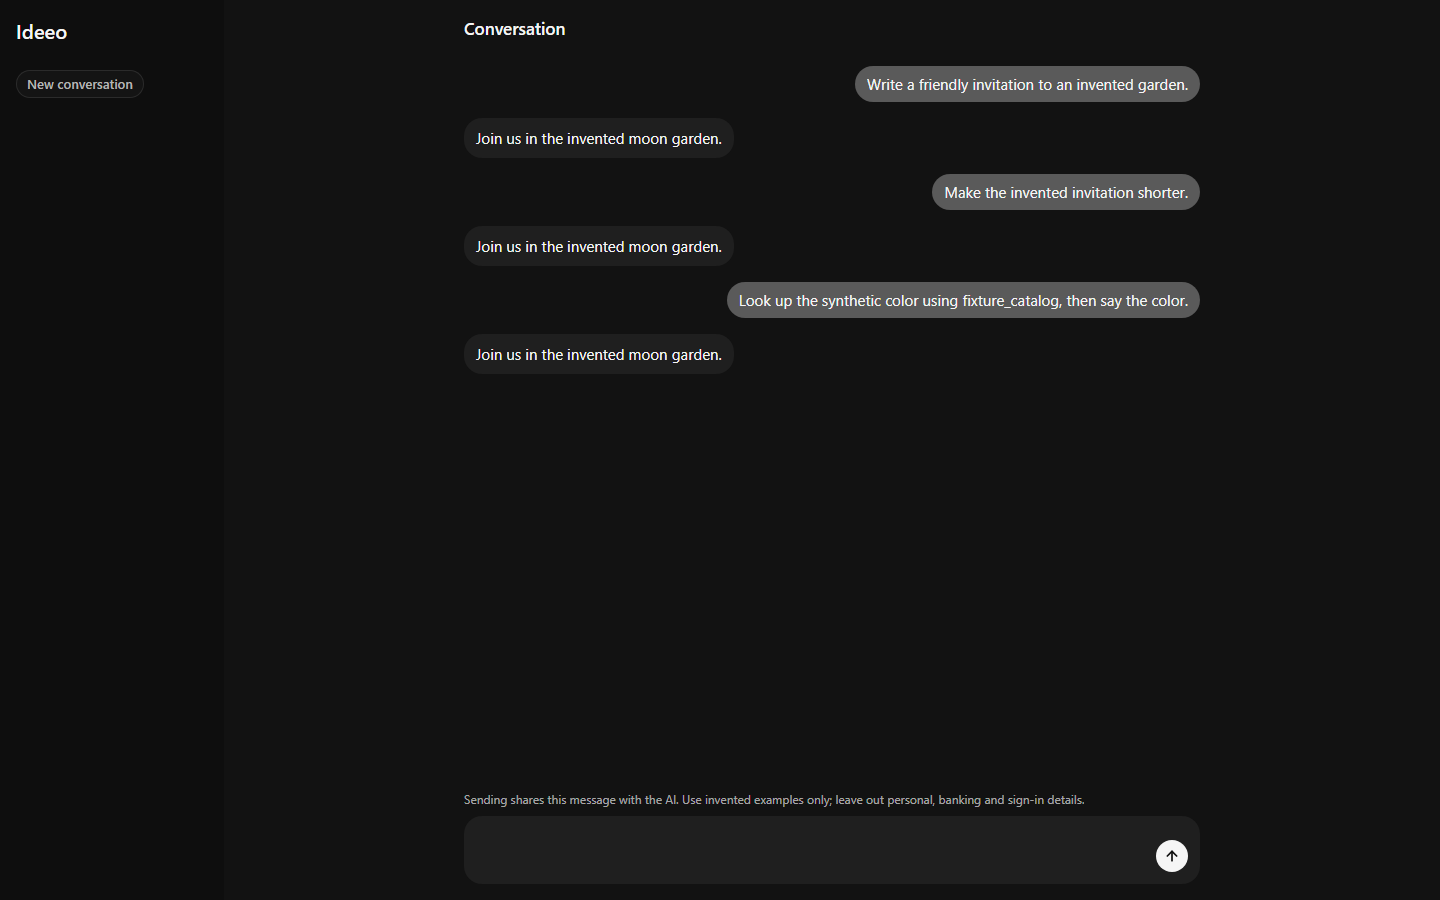 Ideeo
New conversation
Conversation
Write a friendly invitation to an invented garden.
Join us in the invented moon garden.
Make the invented invitation shorter.
Join us in the invented moon garden.
Look up the synthetic color using fixture_catalog, then say the color.
Join us in the invented moon garden.
Sending shares this message with the AI. Use invented examples only; leave out personal, banking and sign-in details.